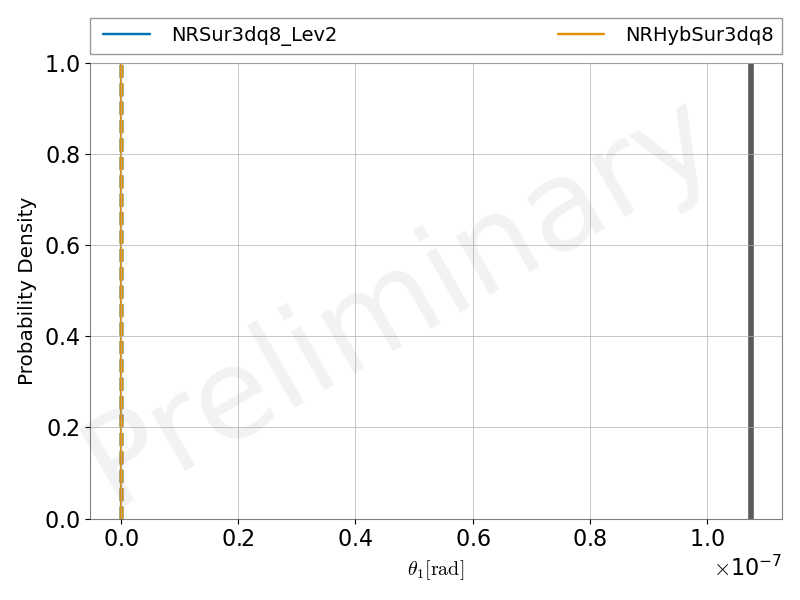 NRSur3dq8_Lev2 NRHybSur3dq8
1.0
0.8
0.6
0.4
0.2
0.0
Probability Density
Preliminary
0.0 0.2 0.4 0.6 0.8 1.0
×10⁻⁷
θ₁[rad]